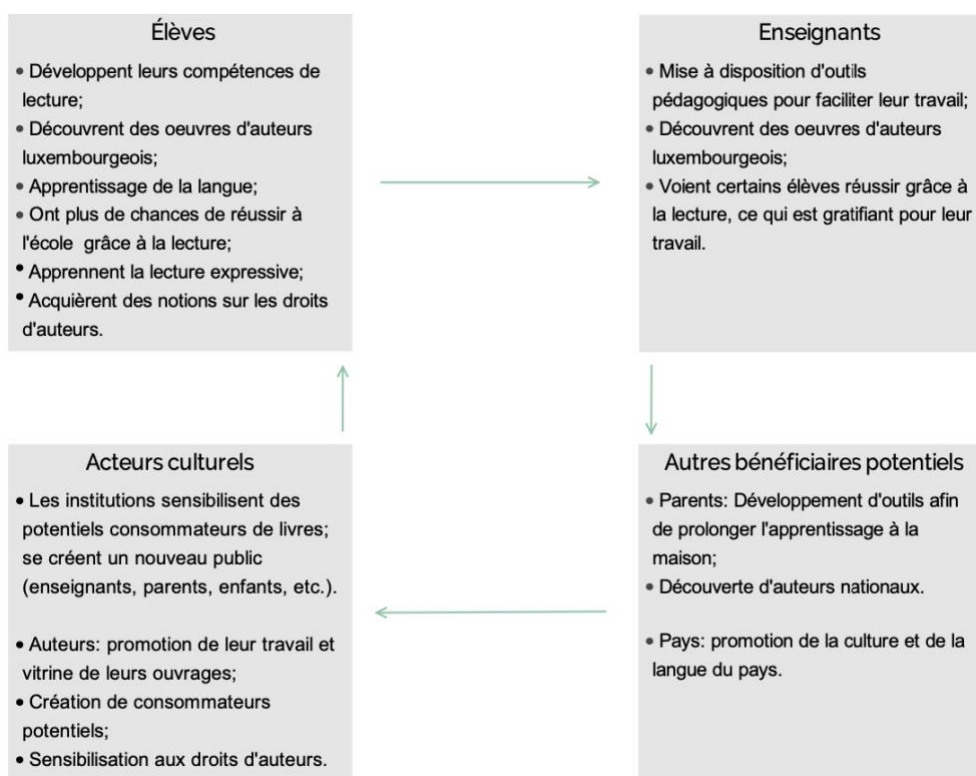 Élèves
• Développent leurs compétences de
lecture;
• Découvrent des oeuvres d'auteurs
luxembourgeois;
• Apprentissage de la langue;
• Ont plus de chances de réussir à
l'école grâce à la lecture;
• Apprennent la lecture expressive;
• Acquièrent des notions sur les droits
d'auteurs.
Enseignants
• Mise à disposition d'outils
pédagogiques pour faciliter leur travail;
• Découvrent des oeuvres d'auteurs
luxembourgeois;
• Voient certains élèves réussir grâce à
la lecture, ce qui est gratifiant pour leur
travail.
Acteurs culturels
• Les institutions sensibilisent des
potentiels consommateurs de livres;
se créent un nouveau public
(enseignants, parents, enfants, etc.).
• Auteurs: promotion de leur travail et
vitrine de leurs ouvrages;
• Création de consommateurs
potentiels;
• Sensibilisation aux droits d'auteurs.
Autres bénéficiaires potentiels
• Parents: Développement d'outils afin
de prolonger l'apprentissage à la
maison;
• Découverte d'auteurs nationaux.
• Pays: promotion de la culture et de la
langue du pays.